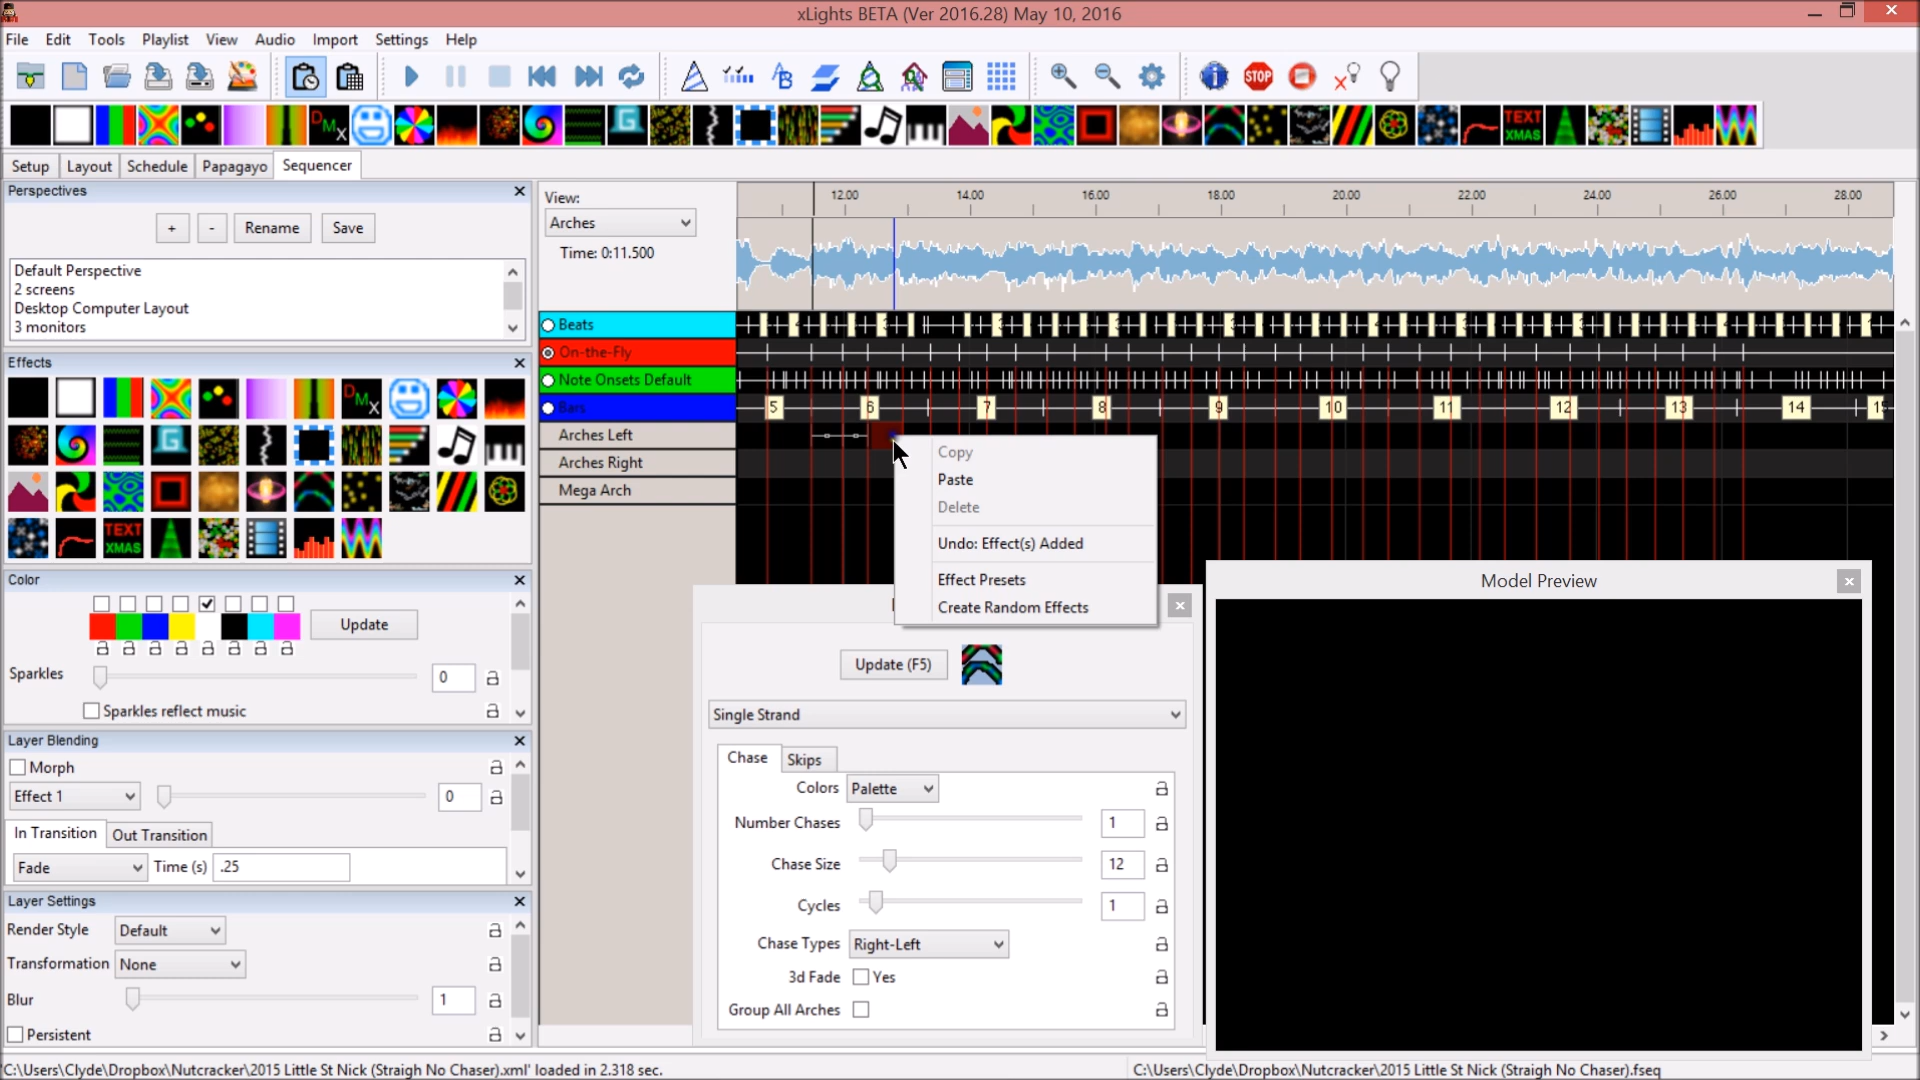 xLights BETA (Ver 2016.28) May 10, 2016
File Edit Tools Playlist View Audio Import Settings Help
DMX
TEXT XMAS
Setup Layout Schedule Papagayo Sequencer
Perspectives
+ - Rename Save
Default Perspective
2 screens
Desktop Computer Layout
3 monitors
Effects
DMX
TEXT XMAS
Color
Update
Sparkles 0
Sparkles reflect music
Layer Blending
Morph
Effect 1 0
In Transition Out Transition
Fade Time (s) .25
Layer Settings
Render Style Default
Transformation None
Blur 1
Persistent
View:
Arches
Time: 0:11.500
12.00 14.00 16.00 18.00 20.00 22.00 24.00 26.00 28.00
Beats
On-the-Fly
Note Onsets Default
Bars 5 6 7 8 9 10 11 12 13 14
Arches Left
Arches Right
Mega Arch
Copy
Paste
Delete
Undo: Effect(s) Added
Effect Presets
Create Random Effects
Update (F5)
Single Strand
Chase Skips
Colors Palette
Number Chases 1
Chase Size 12
Cycles 1
Chase Types Right-Left
3d Fade Yes
Group All Arches
Model Preview
'C:\Users\Clyde\Dropbox\Nutcracker\2015 Little St Nick (Straigh No Chaser).xml' loaded in 2.318 sec.
C:\Users\Clyde\Dropbox\Nutcracker\2015 Little St Nick (Straigh No Chaser).fseq